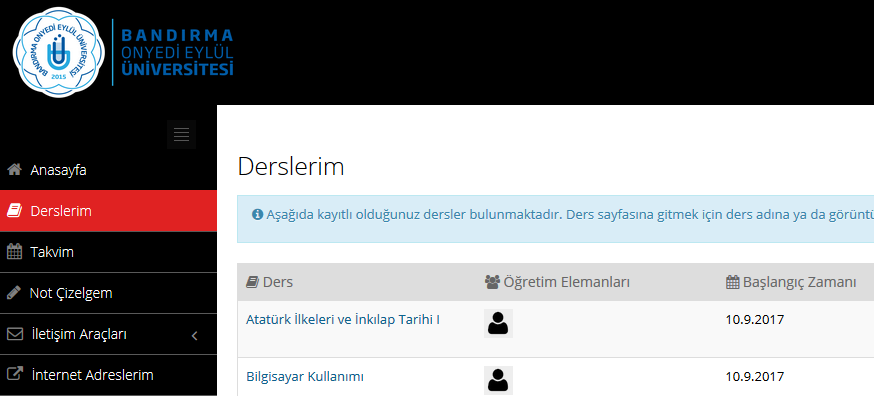 BANDIRMA ONYEDİ EYLÜL ÜNİVERSİTESİ
2015
BANDIRMA
ONYEDİ EYLÜL
ÜNİVERSİTESİ
Anasayfa
Derslerim
Takvim
Not Çizelgem
İletişim Araçları
İnternet Adreslerim
Derslerim
Aşağıda kayıtlı olduğunuz dersler bulunmaktadır. Ders sayfasına gitmek için ders adına ya da görüntü
Ders Öğretim Elemanları Başlangıç Zamanı
Atatürk İlkeleri ve İnkılap Tarihi I 10.9.2017
Bilgisayar Kullanımı 10.9.2017